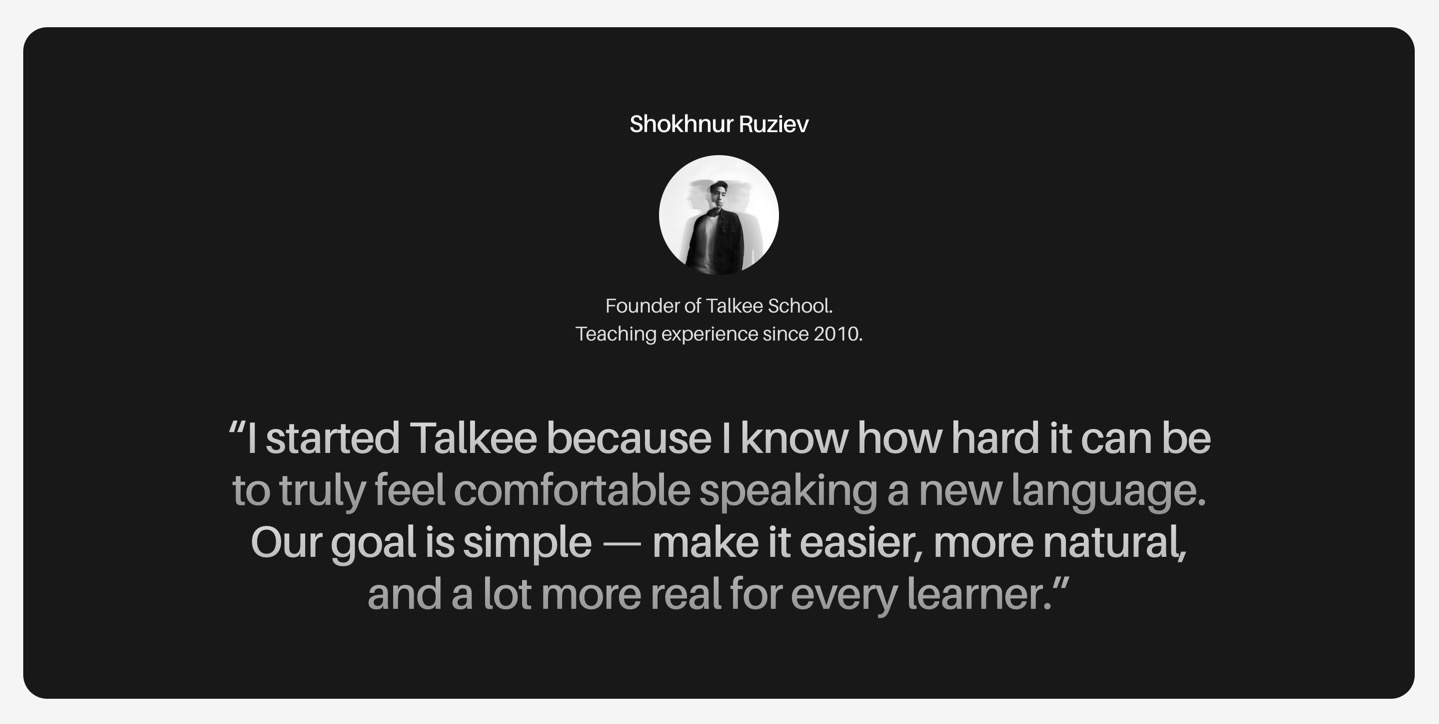 Shokhnur Ruziev
Founder of Talkee School.
Teaching experience since 2010.
“I started Talkee because I know how hard it can be
to truly feel comfortable speaking a new language.
Our goal is simple — make it easier, more natural,
and a lot more real for every learner.”